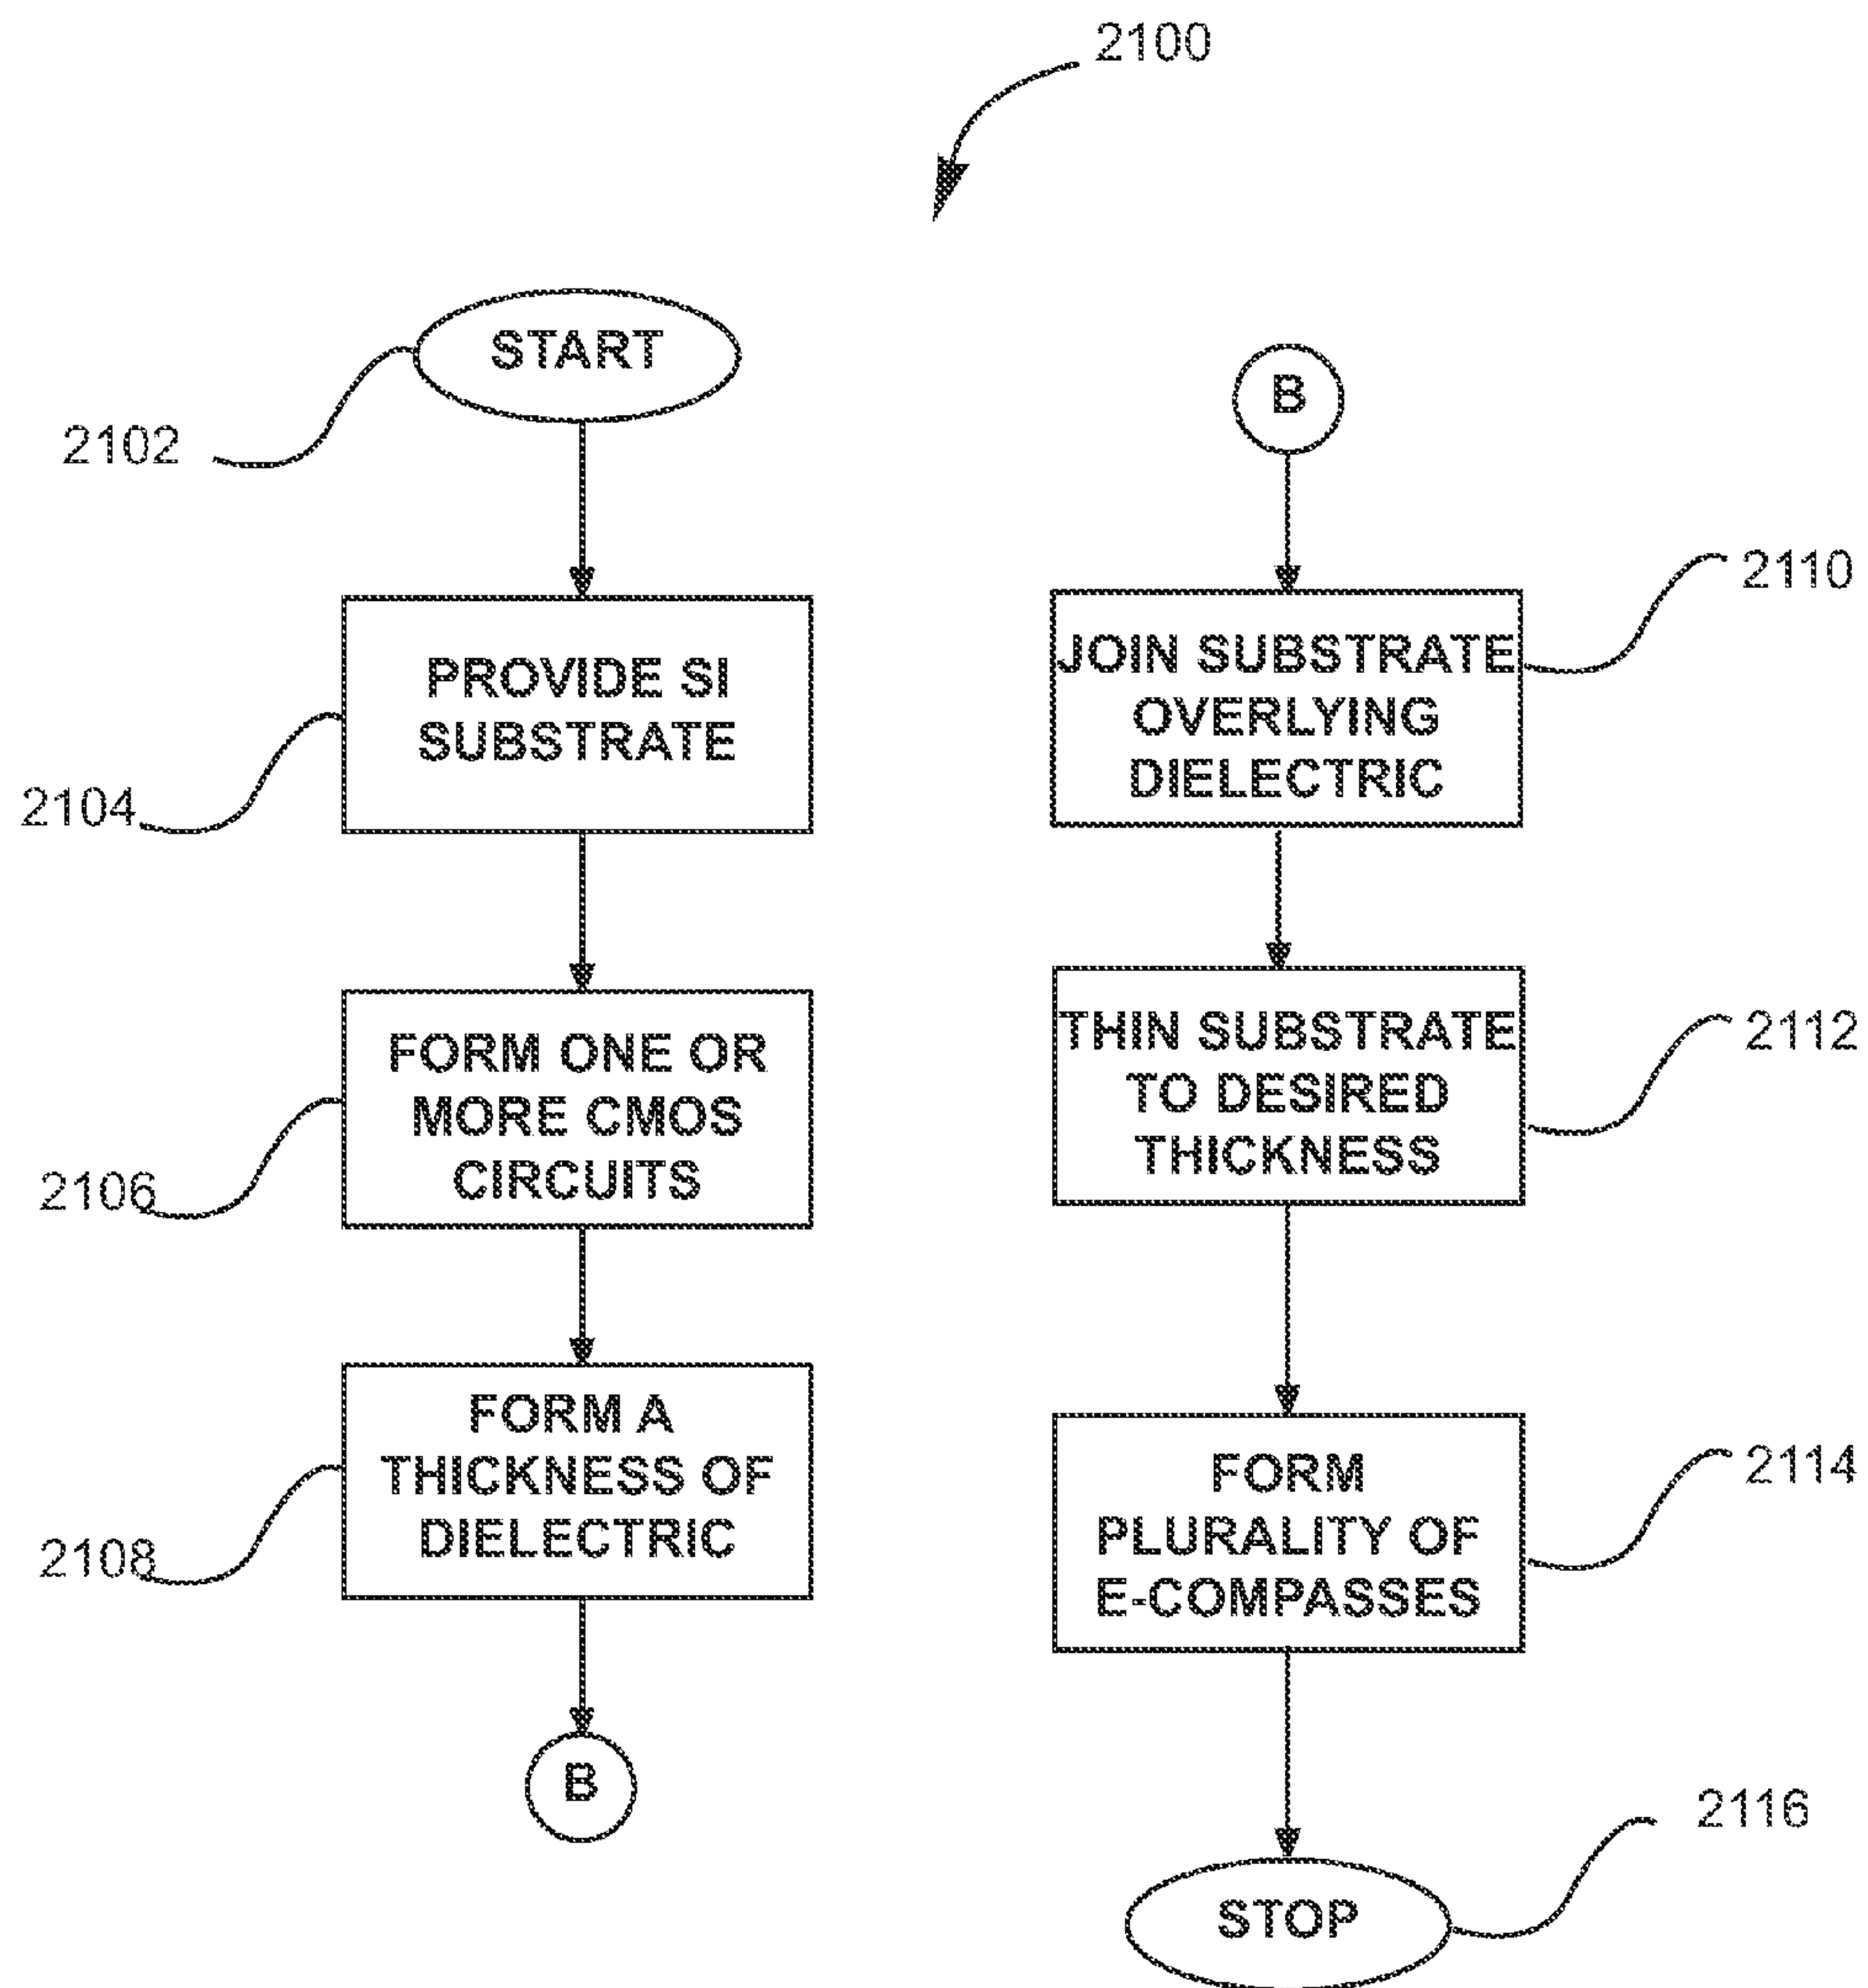 2100
START
2102
PROVIDE SI
SUBSTRATE
2104
FORM ONE OR
MORE CMOS
CIRCUITS
2106
FORM A
THICKNESS OF
DIELECTRIC
2108
B
B
JOIN SUBSTRATE
OVERLYING
DIELECTRIC
2110
THIN SUBSTRATE
TO DESIRED
THICKNESS
2112
FORM
PLURALITY OF
E-COMPASSES
2114
STOP
2116